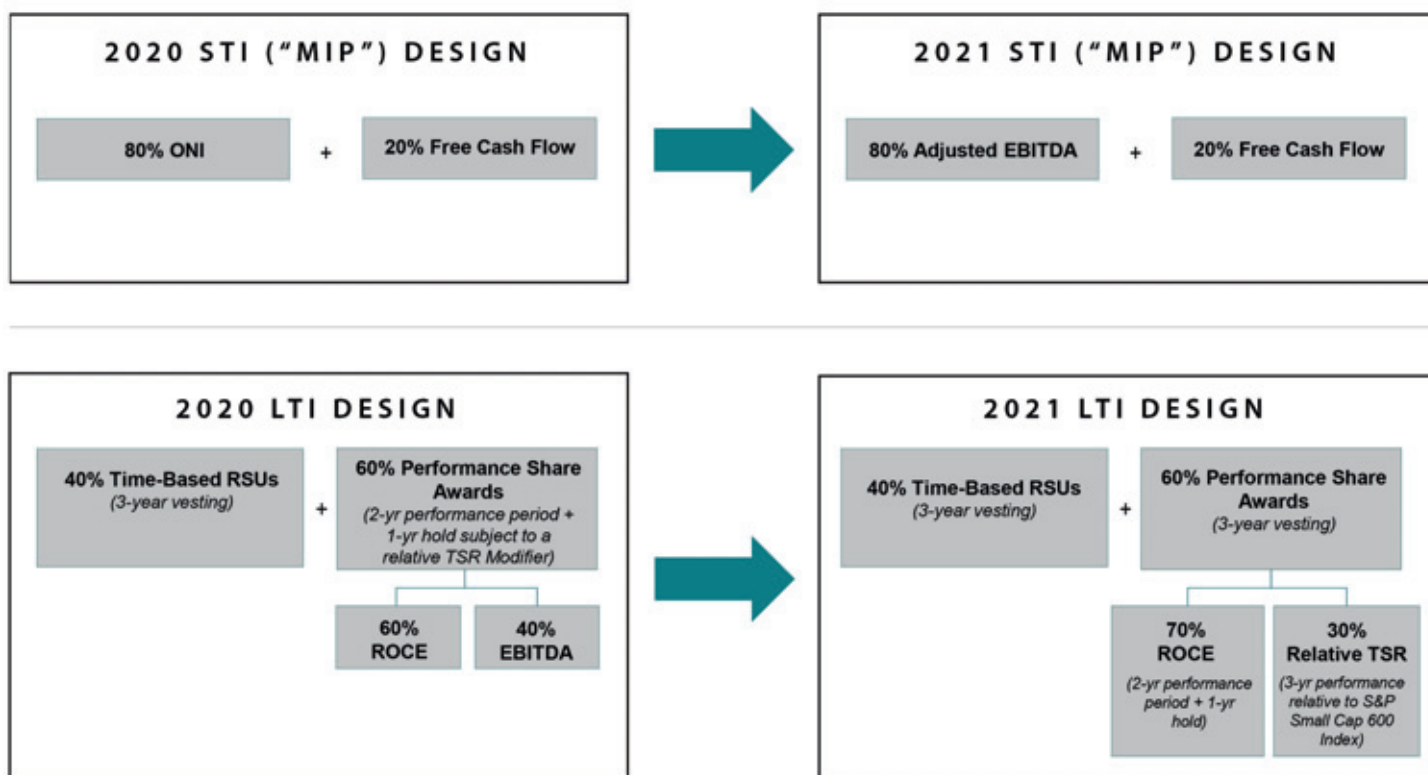 2020 STI (“MIP”) DESIGN
80% ONI
+
20% Free Cash Flow
2021 STI (“MIP”) DESIGN
80% Adjusted EBITDA
+
20% Free Cash Flow
2020 LTI DESIGN
40% Time-Based RSUs
(3-year vesting)
+
60% Performance Share
Awards
(2-yr performance period +
1-yr hold subject to a
relative TSR Modifier)
60%
ROCE
40%
EBITDA
2021 LTI DESIGN
40% Time-Based RSUs
(3-year vesting)
+
60% Performance Share
Awards
(3-year vesting)
70%
ROCE
(2-yr performance
period + 1-yr
hold)
30%
Relative TSR
(3-yr performance
relative to S&P
Small Cap 600
Index)